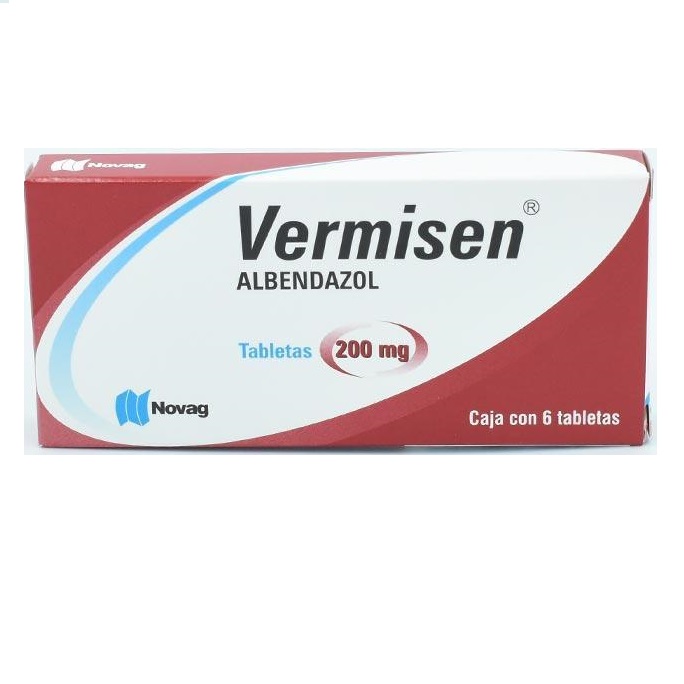 Novag
Vermisen®
ALBENDAZOL
Tabletas 200 mg
Novag
Caja con 6 tabletas